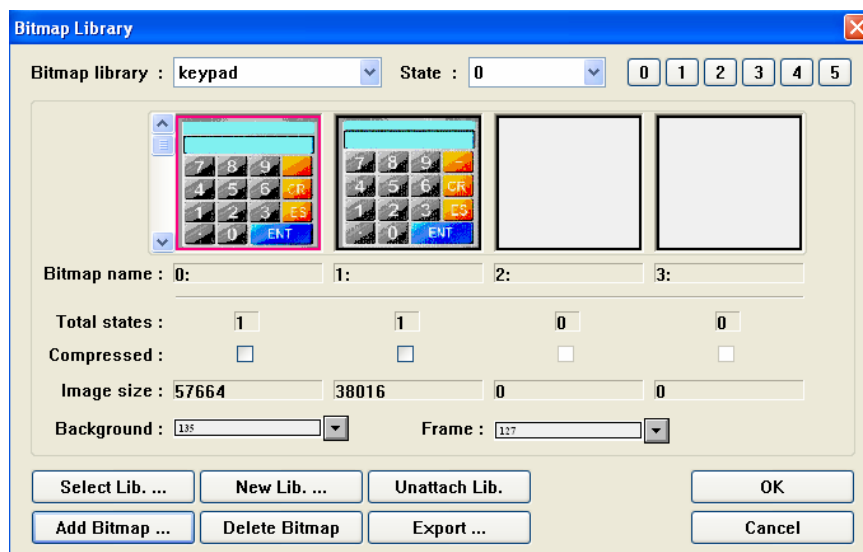 Bitmap Library
Bitmap library : keypad State : 0 0 1 2 3 4 5
7 8 9 7 8 9 -
4 5 6 CR 4 5 6 CR
1 2 3 ES 1 2 3 ES
. 0 ENT . 0 ENT
Bitmap name : 0: 1: 2: 3:
Total states : 1 1 0 0
Compressed :
Image size : 57664 38016 0 0
Background : 135 Frame : 127
Select Lib. ... New Lib. ... Unattach Lib. OK
Add Bitmap ... Delete Bitmap Export ... Cancel